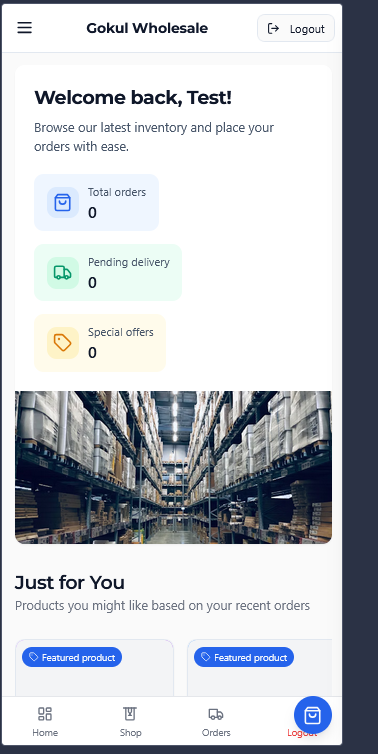 Gokul Wholesale
Logout
Welcome back, Test!
Browse our latest inventory and place your
orders with ease.
Total orders
0
Pending delivery
0
Special offers
0
Just for You
Products you might like based on your recent orders
Featured product
Featured product
Home
Shop
Orders